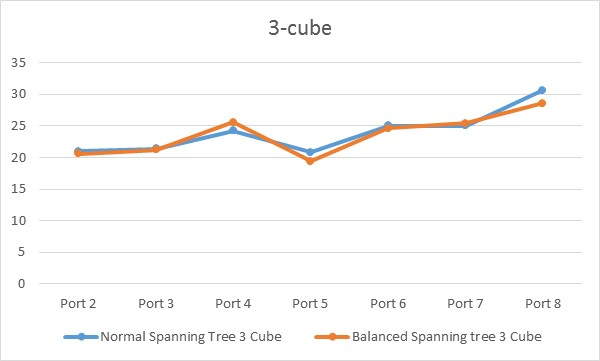 3-cube
35
30
25
20
15
10
5
0
Port 2 Port 3 Port 4 Port 5 Port 6 Port 7 Port 8
Normal Spanning Tree 3 Cube Balanced Spanning tree 3 Cube